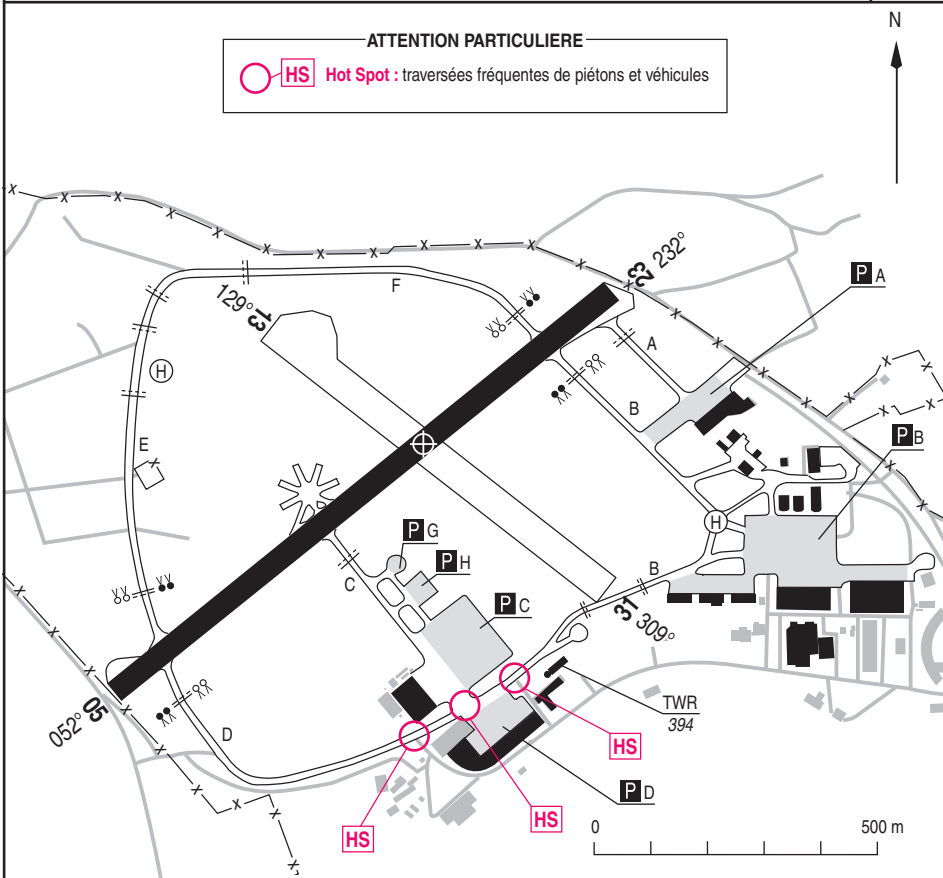 N
ATTENTION PARTICULIERE
HS Hot Spot : traversées fréquentes de piétons et véhicules
23 232°
F
129° 13
P A
A
H
B
P B
E
H
P G
P H
C
B
P C
31 309°
TWR
394
052° 05
D
HS
P D
HS
HS
0 500 m